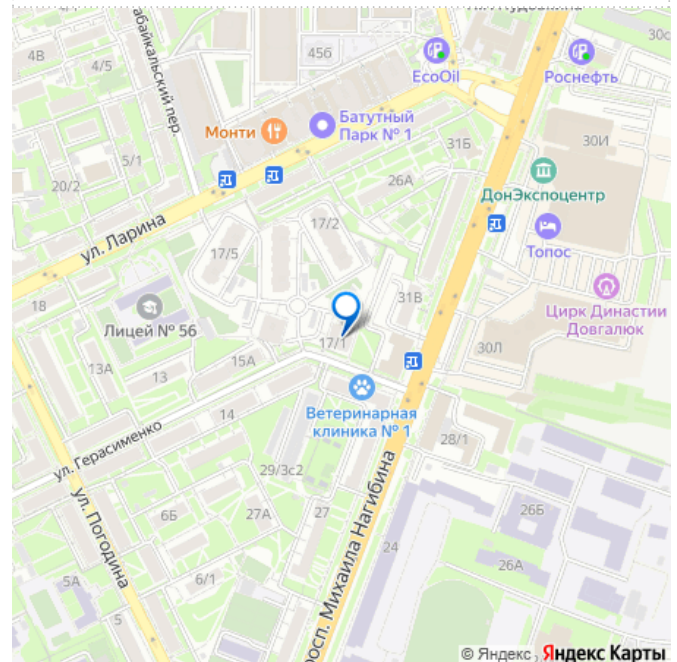 4В
4/5
45б
EcoOil
Роснефть
30с
Монти
Батутный
Парк № 1
31Б
30И
5/1
20/2
26А
ДонЭкспоцентр
ул. Ларина
17/2
17/5
Топос
18
Лицей № 56
31В
Цирк Династии
Довгалюк
17/1
30Л
15А
13А
13
14
Ветеринарная
клиника № 1
ул. Герасименко
28/1
29/3с2
ул. Погодина
6Б
27А
27
просп. Михаила Нагибина
24
26Б
26А
5А
6/1
5
© Яндекс
Яндекс Карты